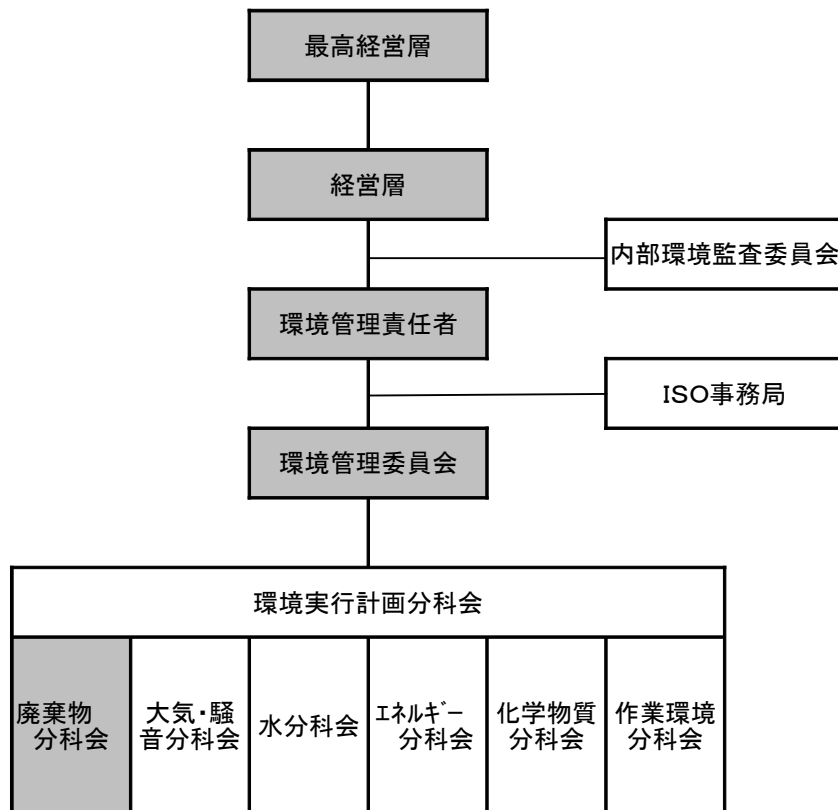 最高経営層
経営層
内部環境監査委員会
環境管理責任者
ISO事務局
環境管理委員会
環境実行計画分科会
廃棄物
分科会
大気・騒
音分科会
水分科会
ｴﾈﾙｷﾞｰ
分科会
化学物質
分科会
作業環境
分科会